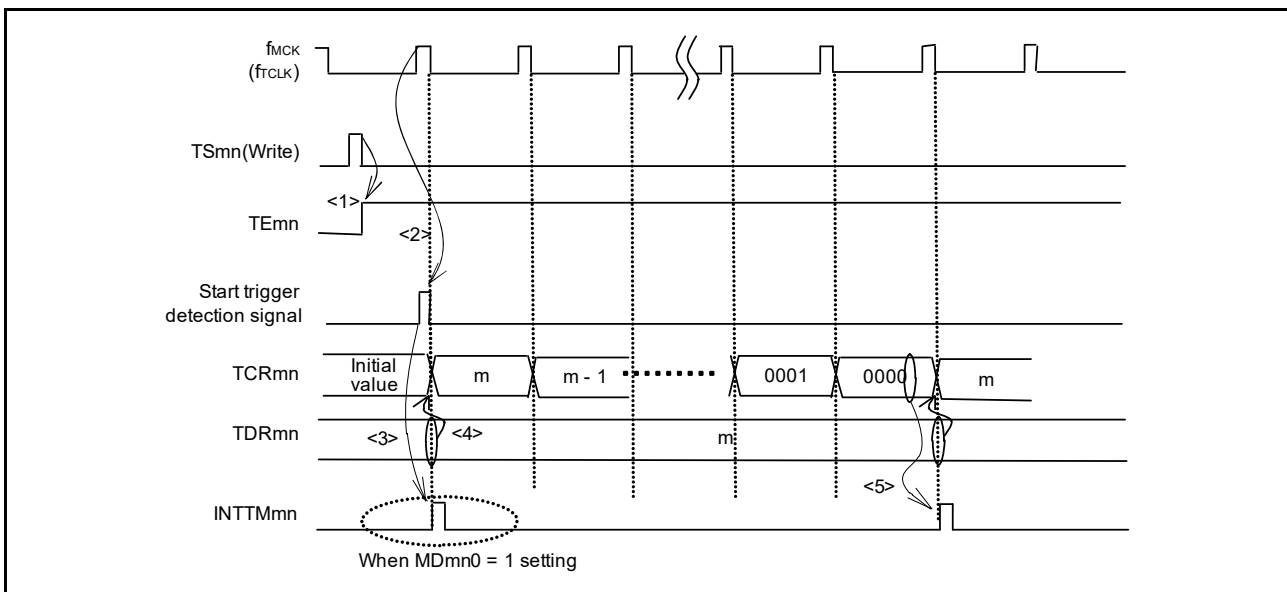 fMCK
(fTCLK)
TSmn(Write)
<1>
TEmn
<2>
Start trigger
detection signal
TCRmn
Initial
value
m
m - 1
0001
0000
m
TDRmn
<3>
<4>
m
<5>
INTTMmn
When MDmn0 = 1 setting